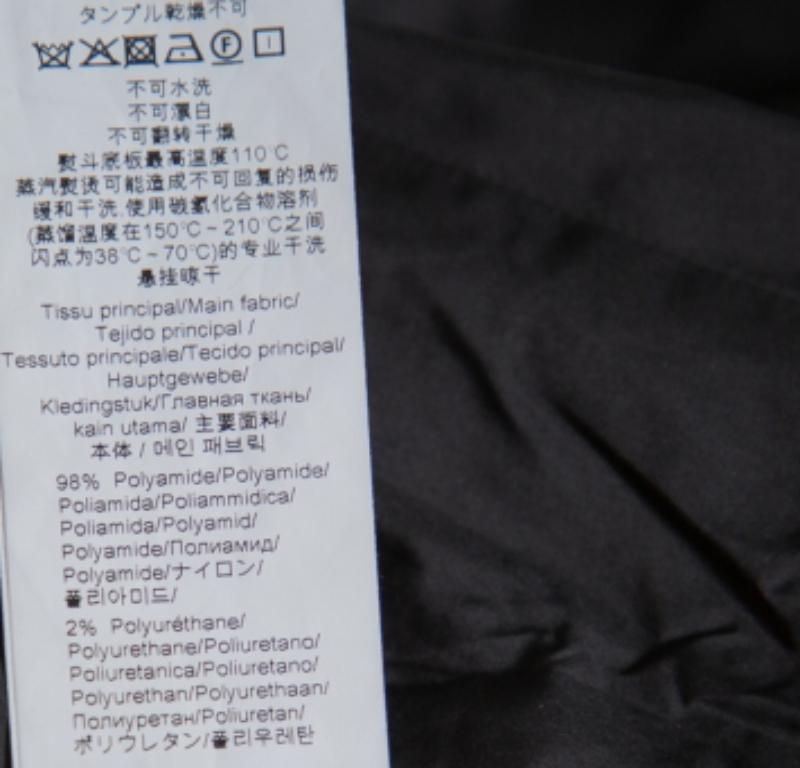 タンブル乾燥不可
F
不可水洗
不可漂白
不可翻转干燥
熨斗底板最高温度110℃
蒸汽熨烫可能造成不可回复的损伤
缓和干洗,使用碳氢化合物溶剂
(蒸馏温度在150℃~210℃之间
闪点为38℃~70℃)的专业干洗
悬挂晾干
Tissu principal/Main fabric/
Tejido principal /
Tessuto principale/Tecido principal/
Hauptgewebe/
Kledingstuk/Главная ткань/
kain utama/ 主要面料/
本体 / 메인 패브릭
98% Polyamide/Polyamide/
Poliamida/Poliammidica/
Poliamida/Polyamid/
Polyamide/Полиамид/
Polyamide/ナイロン/
폴리아미드/
2% Polyuréthane/
Polyurethane/Poliuretano/
Poliuretanica/Poliuretano/
Polyurethan/Polyurethaan/
Полиуретан/Poliuretan/
ポリウレタン/폴리우레탄